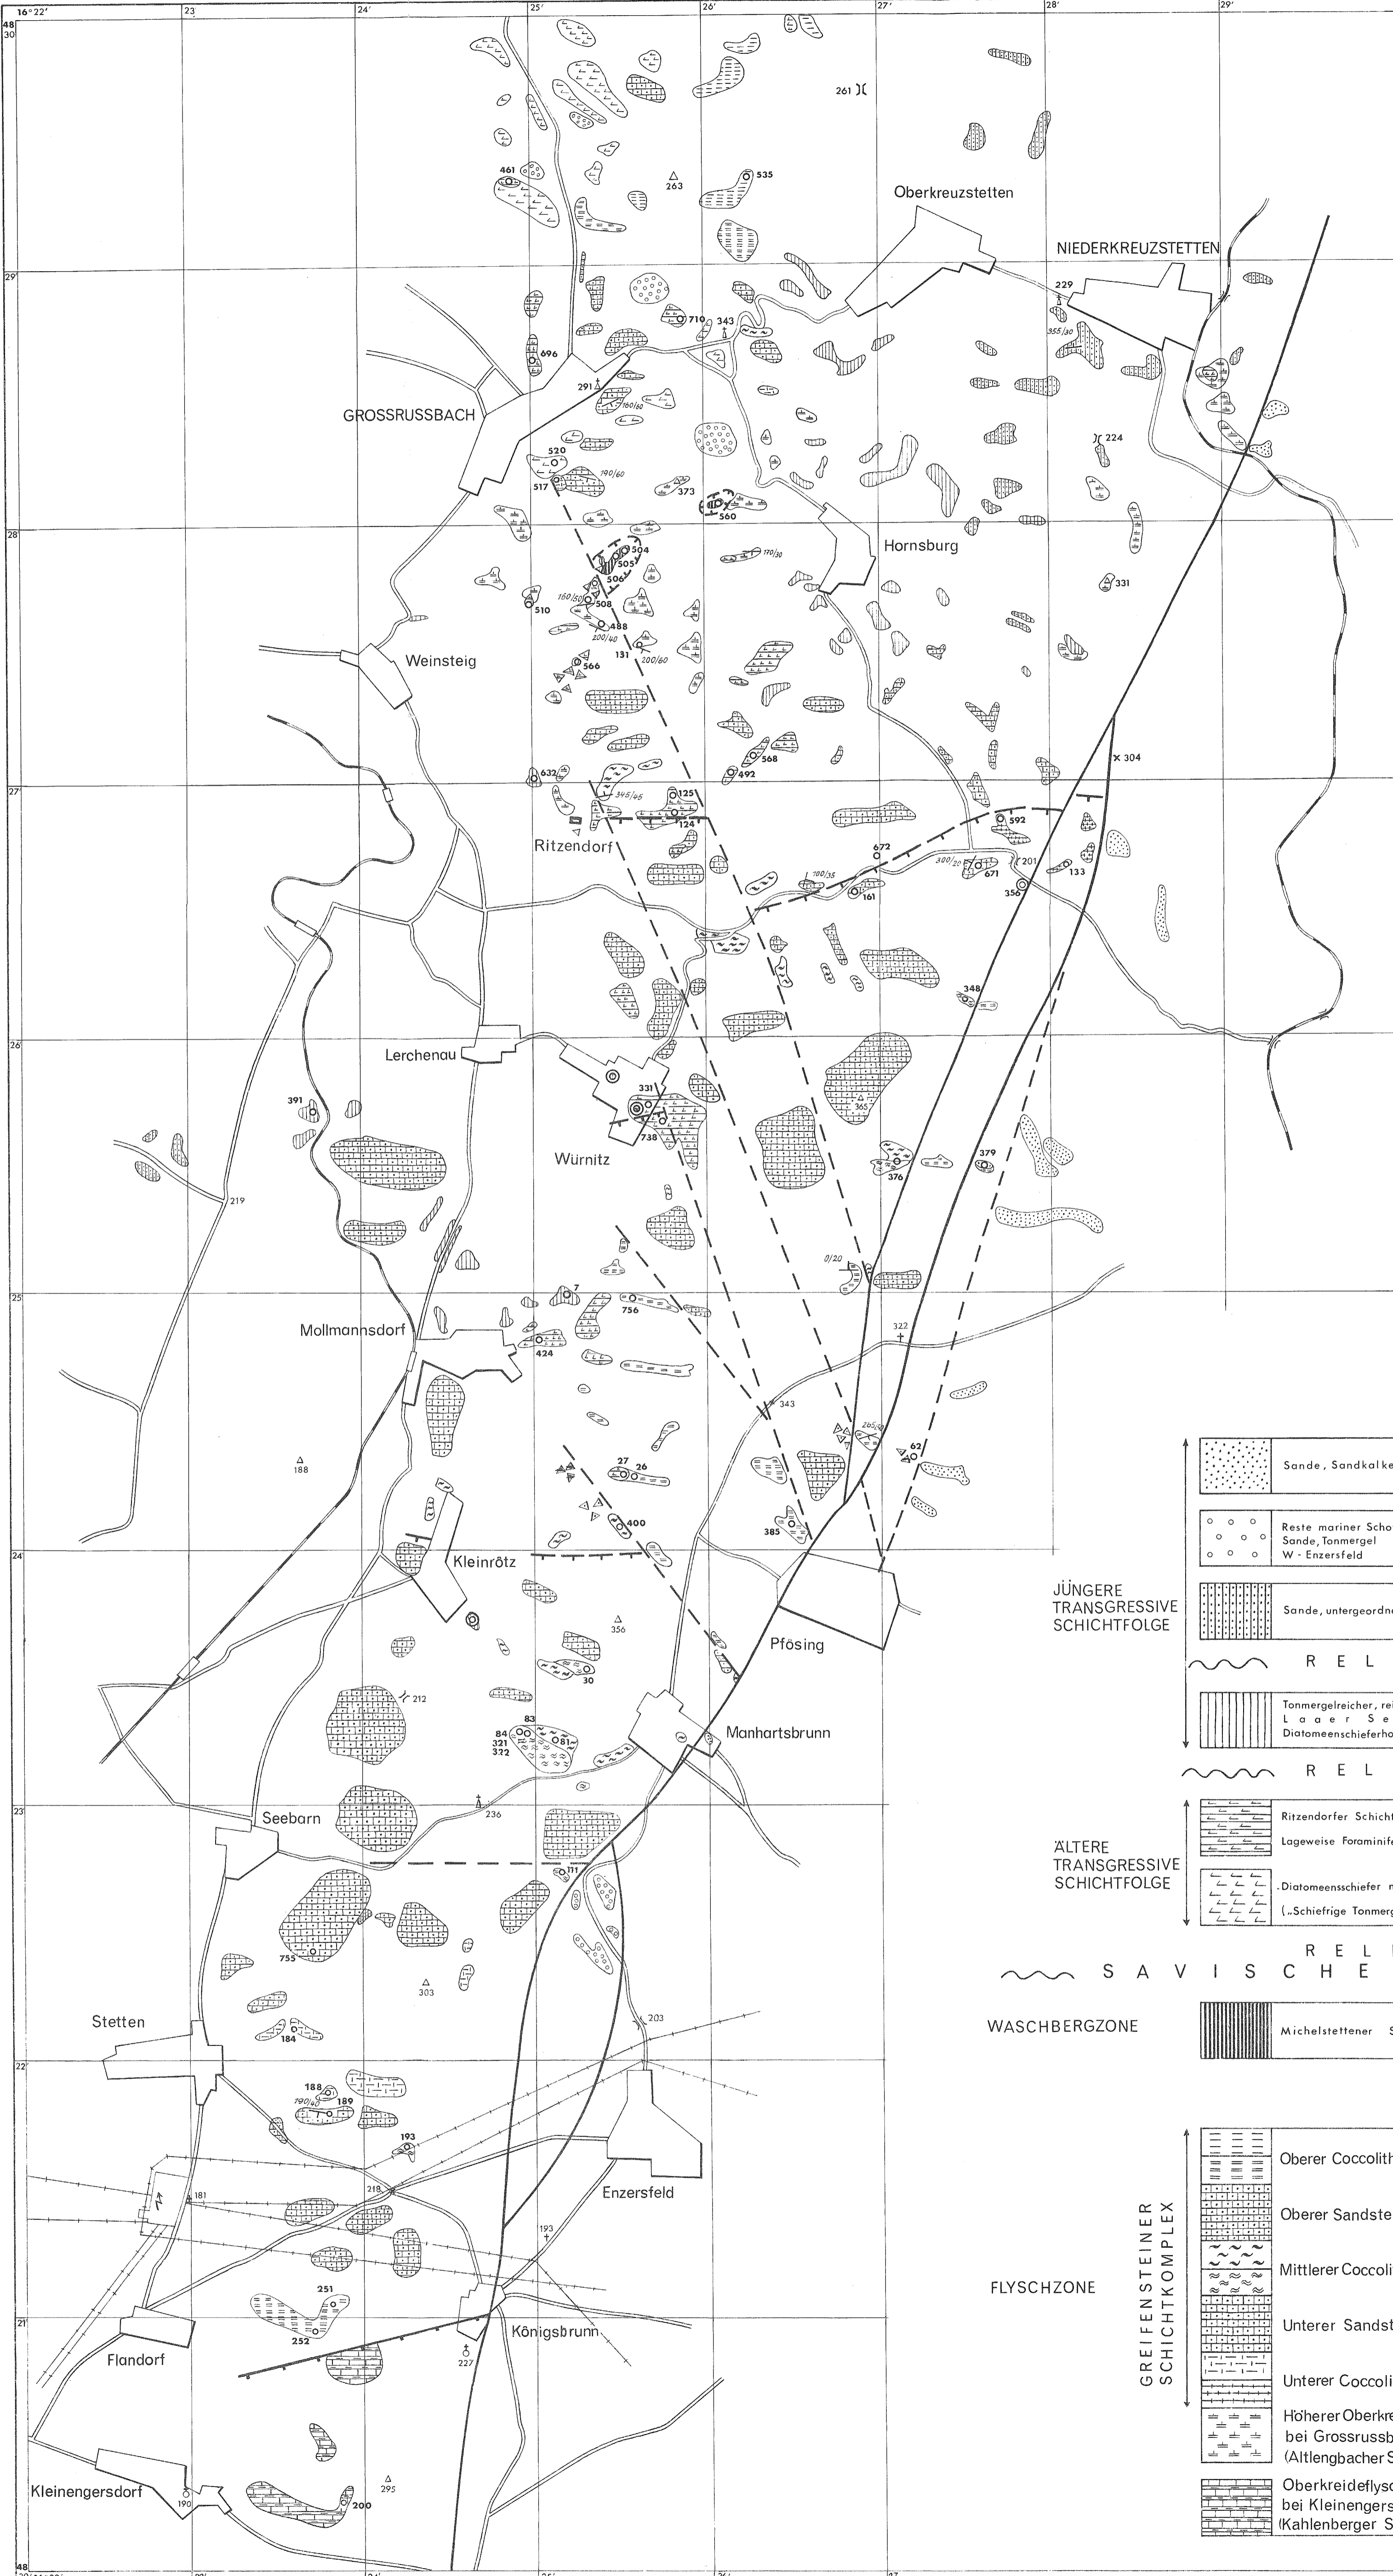 16°22'
23'
24'
25'
26'
27'
28'
29'
48
30'
261
461
263
535
Oberkreuzstetten
NIEDERKREUZSTETTEN
29'
229
710
343
355/30
696
291
160/60
GROSSRUSSBACH
224
520
190/60
517
373
560
28'
Hornsburg
504
505
170/30
506
331
160/50
508
510
488
200/40
131
200/60
Weinsteig
566
304
568
632
492
27'
345/45
125
124
592
Ritzendorf
672
300/20
201
671
133
100/35
356
161
348
26'
Lerchenau
331
365
391
738
Würnitz
379
376
219
0/20
25'
7
756
322
Mollmannsdorf
424
343
62
188
27
26
400
385
24'
Kleinrötz
JÜNGERE
TRANSGRESSIVE
SCHICHTFOLGE
Sande, Sandkalke
Reste mariner Scho
Sande, Tonmergel
W - Enzersfeld
Sande, untergeordne
356
Pfösing
R E L
30
212
83
84
321
322
81
Manhartsbrunn
Tonmergelreicher, rei
Laaer Se
Diatomeenschieferho
R E L
23'
236
Seebarn
111
ÄLTERE
TRANSGRESSIVE
SCHICHTFOLGE
Ritzendorfer Schicht
Lageweise Foraminife
Diatomeensschiefer n
(„Schiefrige Tonmerg
755
303
R E L
S A V I S C H E
Stetten
184
203
WASCHBERGZONE
Michelstettener S
22'
188
190/40
189
193
218
181
Enzersfeld
193
FLYSCHZONE
GREIFENSTEINER
SCHICHTKOMPLEX
Oberer Coccolith
Oberer Sandste
Mittlerer Coccoli
Unterer Sandst
Unterer Coccoli
Höherer Oberkre
bei Grossrussb
(Altlengbacher S
Oberkreideflysc
bei Kleinengers
(Kahlenberger S
251
252
21'
Königsbrunn
227
Flandorf
295
Kleinengersdorf
190
200
48